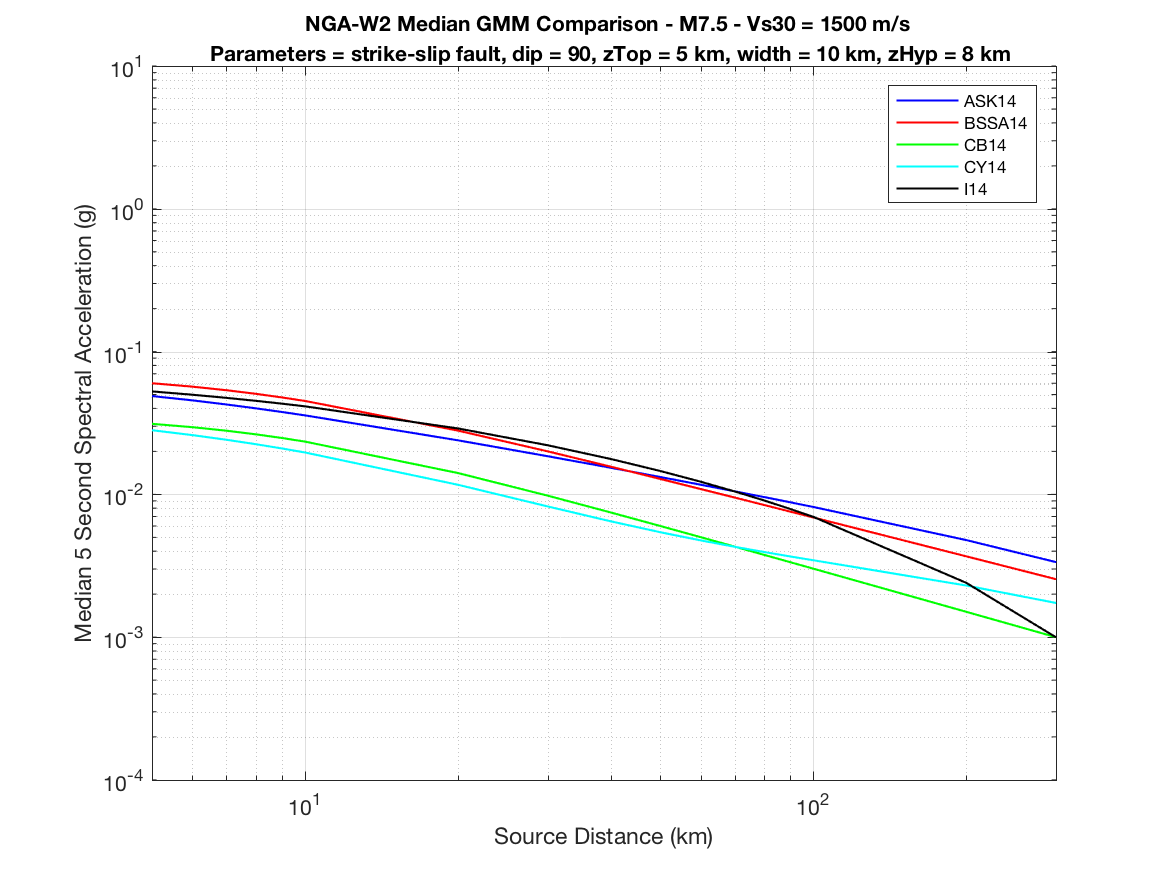 NGA-W2 Median GMM Comparison - M7.5 - Vs30 = 1500 m/s
Parameters = strike-slip fault, dip = 90, zTop = 5 km, width = 10 km, zHyp = 8 km
ASK14
BSSA14
CB14
CY14
I14
Median 5 Second Spectral Acceleration (g)
10^1
10^0
10^-1
10^-2
10^-3
10^-4
10^1
10^2
Source Distance (km)